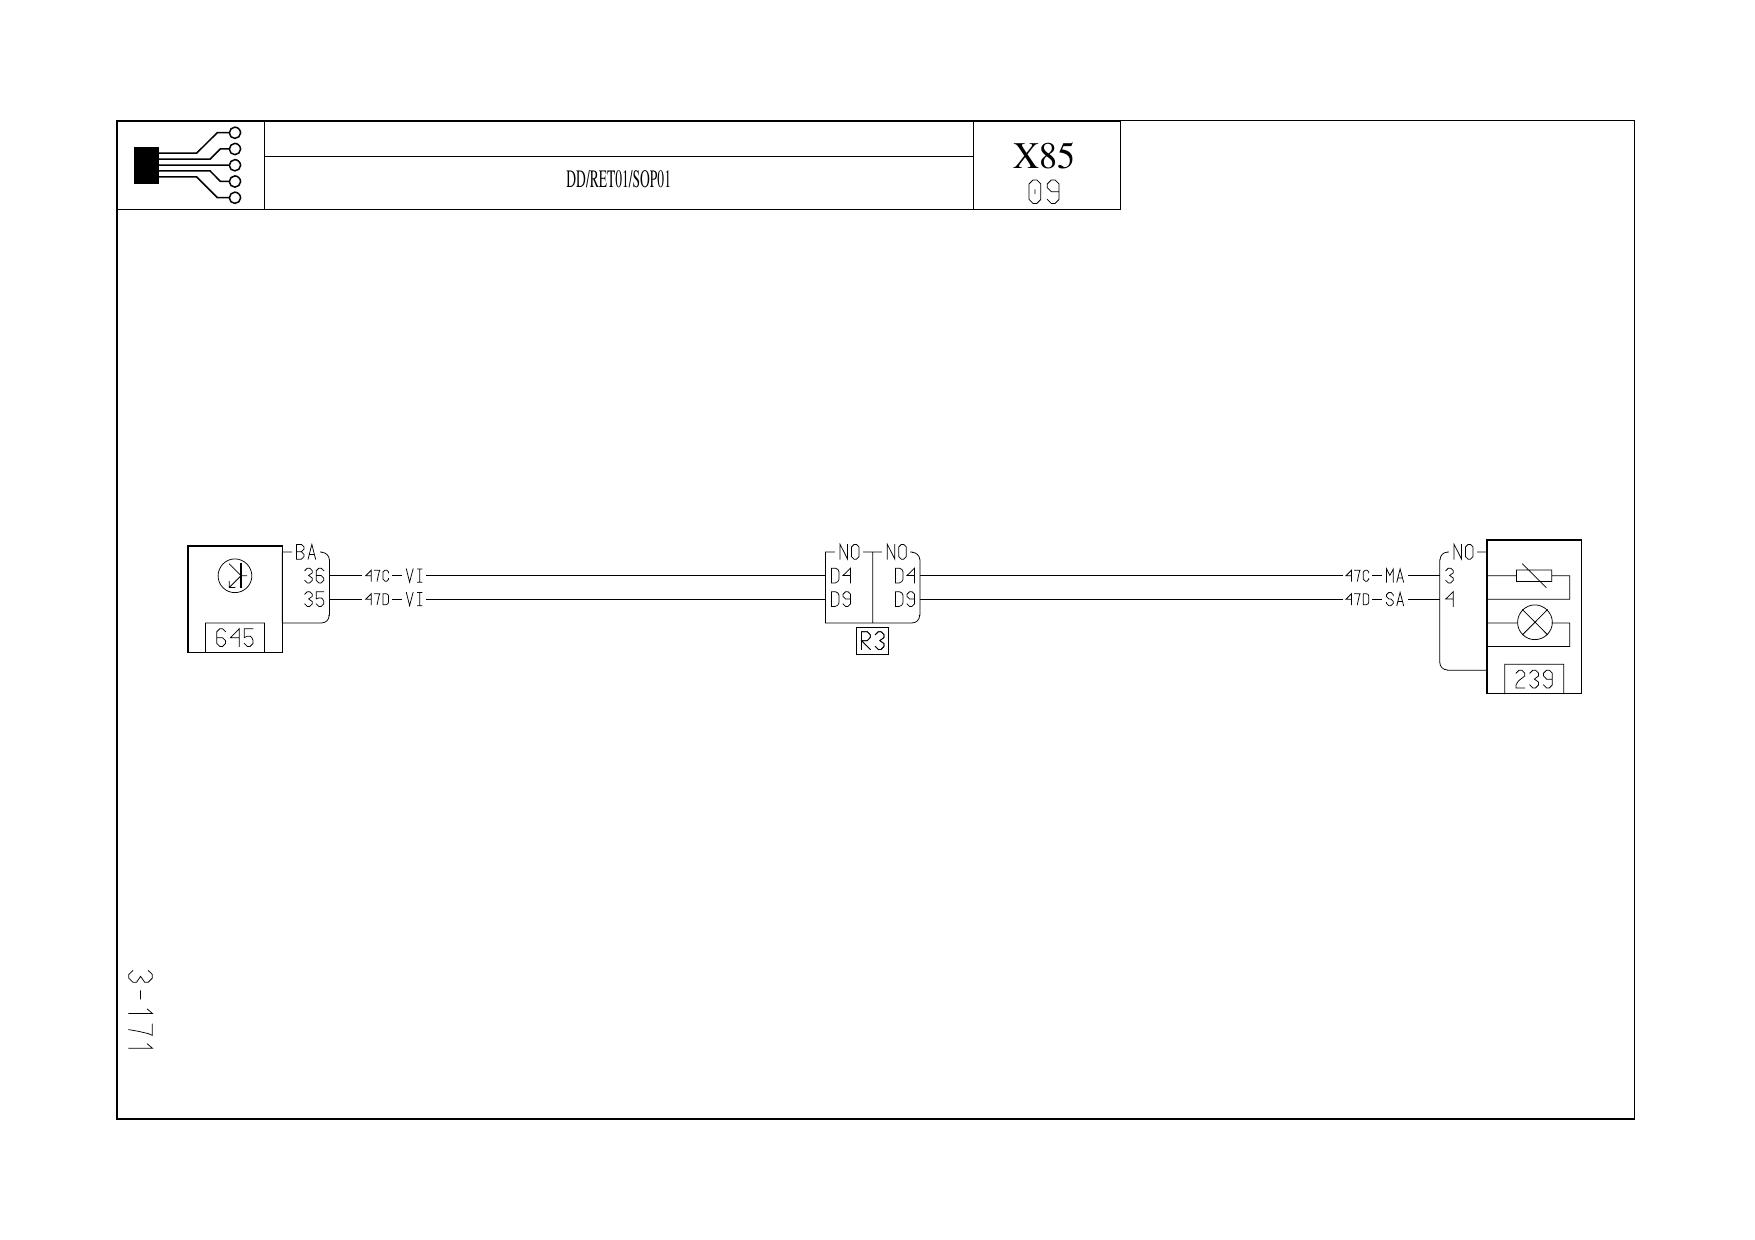 X85
DD/RET01/SOP01
09
BA NO NO NO
36 47C-VI D4 D4 47C-MA 3
35 47D-VI D9 D9 47D-SA 4
645 R3
239
3-171